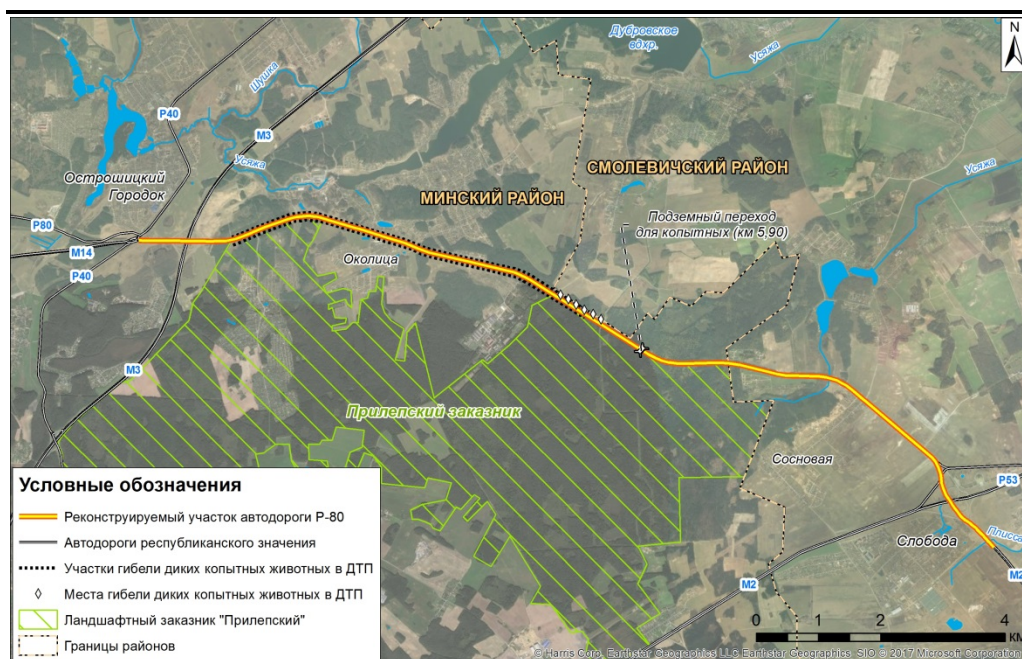 Дубровское
вдхр.
Усяжа
N
Шушка
P40
M3
Усяжа
СМОЛЕВИЧСКИЙ РАЙОН
Острошицкий
Городок
МИНСКИЙ РАЙОН
Усяжа
P80
Подземный переход
для копытных (км 5,90)
M14
Околица
P40
M3
Прилепский заказник
Сосновая
P53
Слобода
Плисса
M2
M2
0 1 2 4
КМ
Условные обозначения
Реконструируемый участок автодороги Р-80
Автодороги республиканского значения
Участки гибели диких копытных животных в ДТП
Места гибели диких копытных животных в ДТП
Ландшафтный заказник "Прилепский"
Границы районов
© Harris Corp, Earthstar Geographics LLC Earthstar Geographics SIO © 2017 Microsoft Corporation